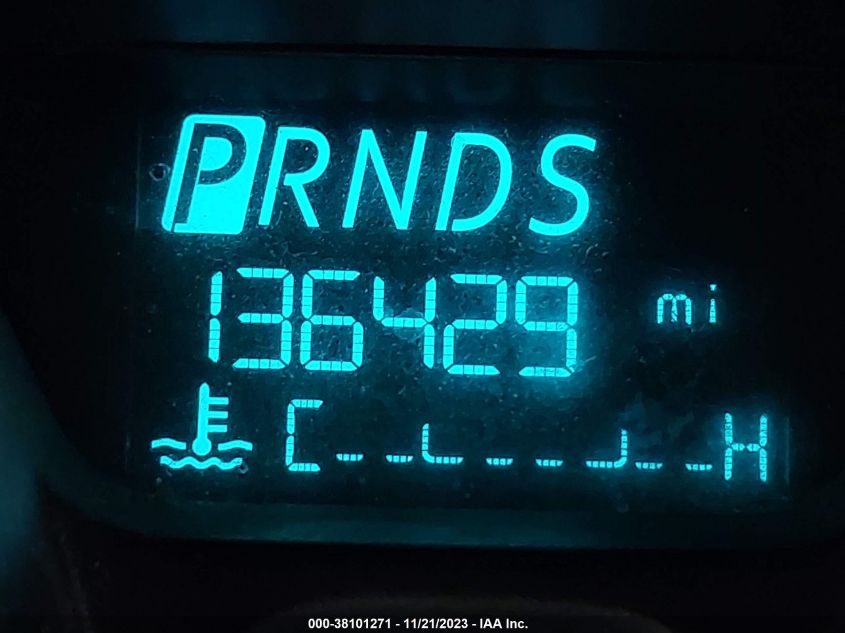 PRNDS
136429 mi
C H
000-38101271 - 11/21/2023 - IAA Inc.